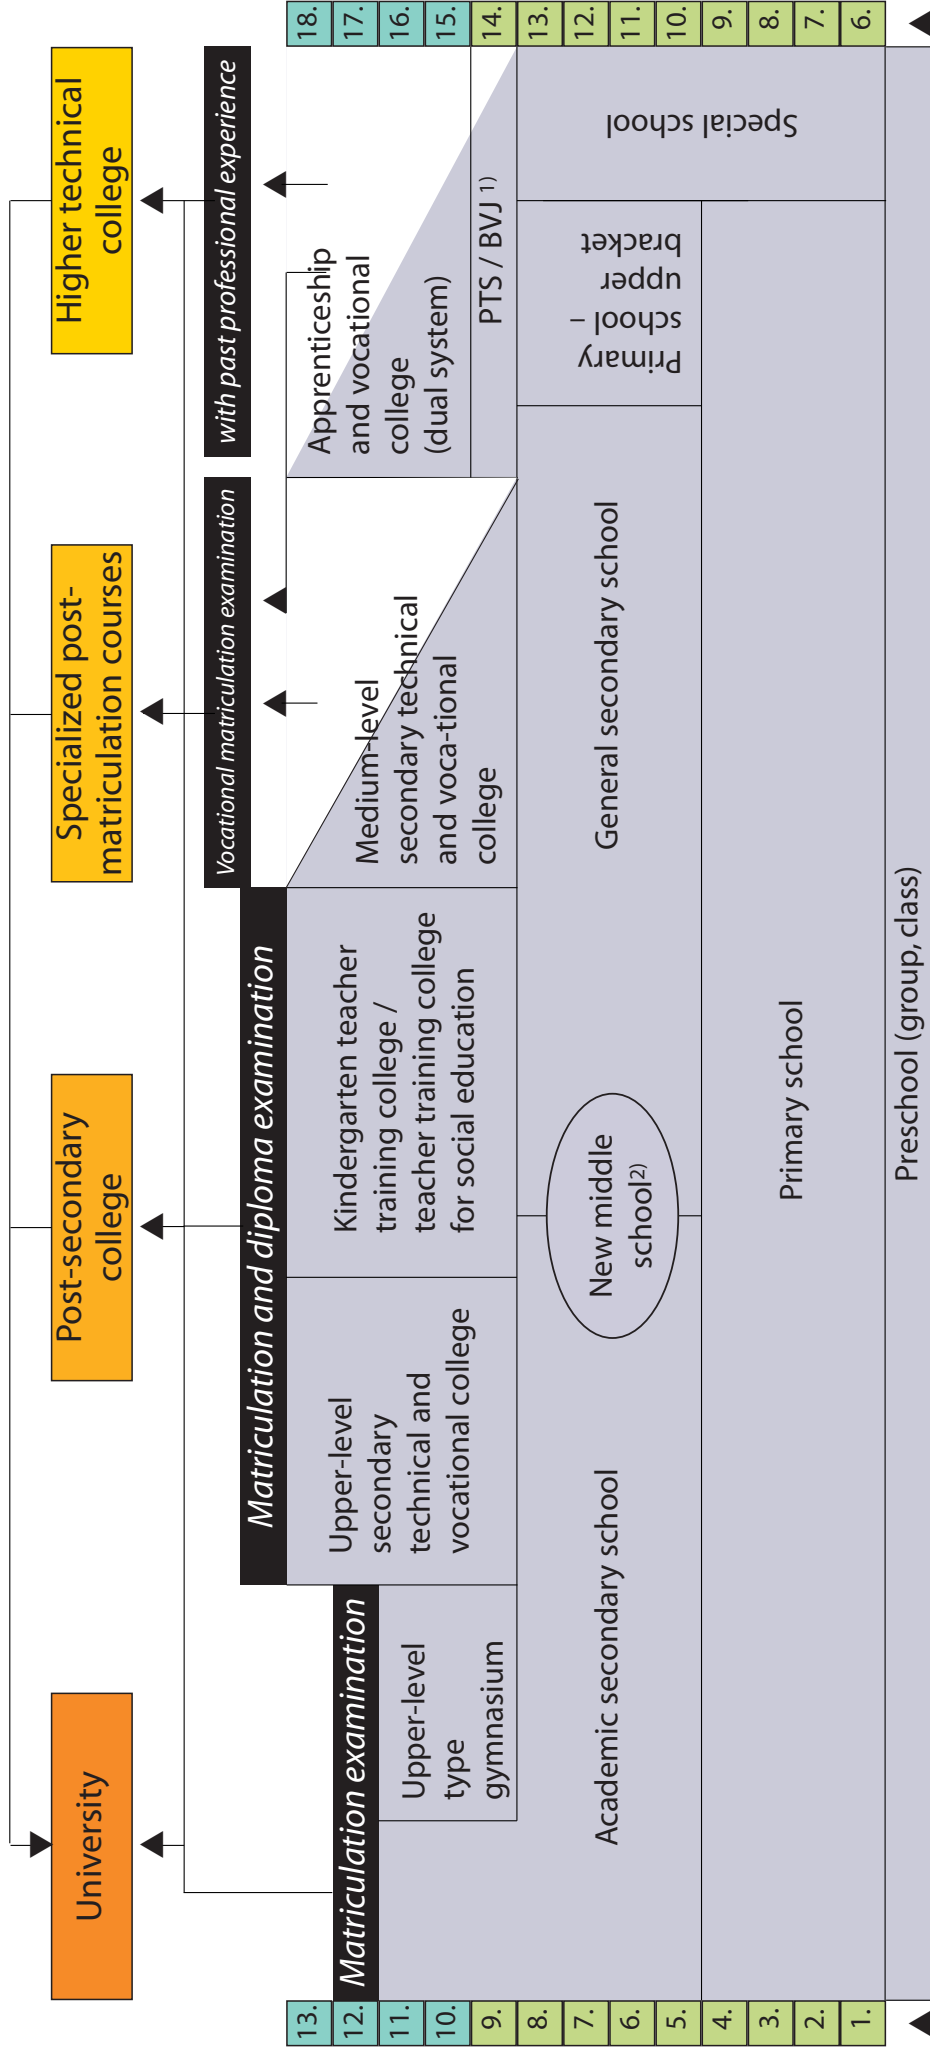 University
Post-secondary
college
Specialized post-
matriculation courses
Higher technical
college
Vocational matriculation examination
with past professional experience
Matriculation and diploma examination
Matriculation examination
13.
12.
11.
10.
9.
8.
7.
6.
5.
4.
3.
2.
1.
Upper-level
type
gymnasium
Upper-level
secondary
technical and
vocational college
Kindergarten teacher
training college /
teacher training college
for social education
Medium-level
secondary technical
and voca-tional
college
Apprenticeship
and vocational
college
(dual system)
PTS / BVJ 1)
18.
17.
16.
15.
14.
13.
12.
11.
10.
9.
8.
7.
6.
Academic secondary school
New middle
school2)
General secondary school
Primary
school –
upper
bracket
Special school
Primary school
Preschool (group, class)